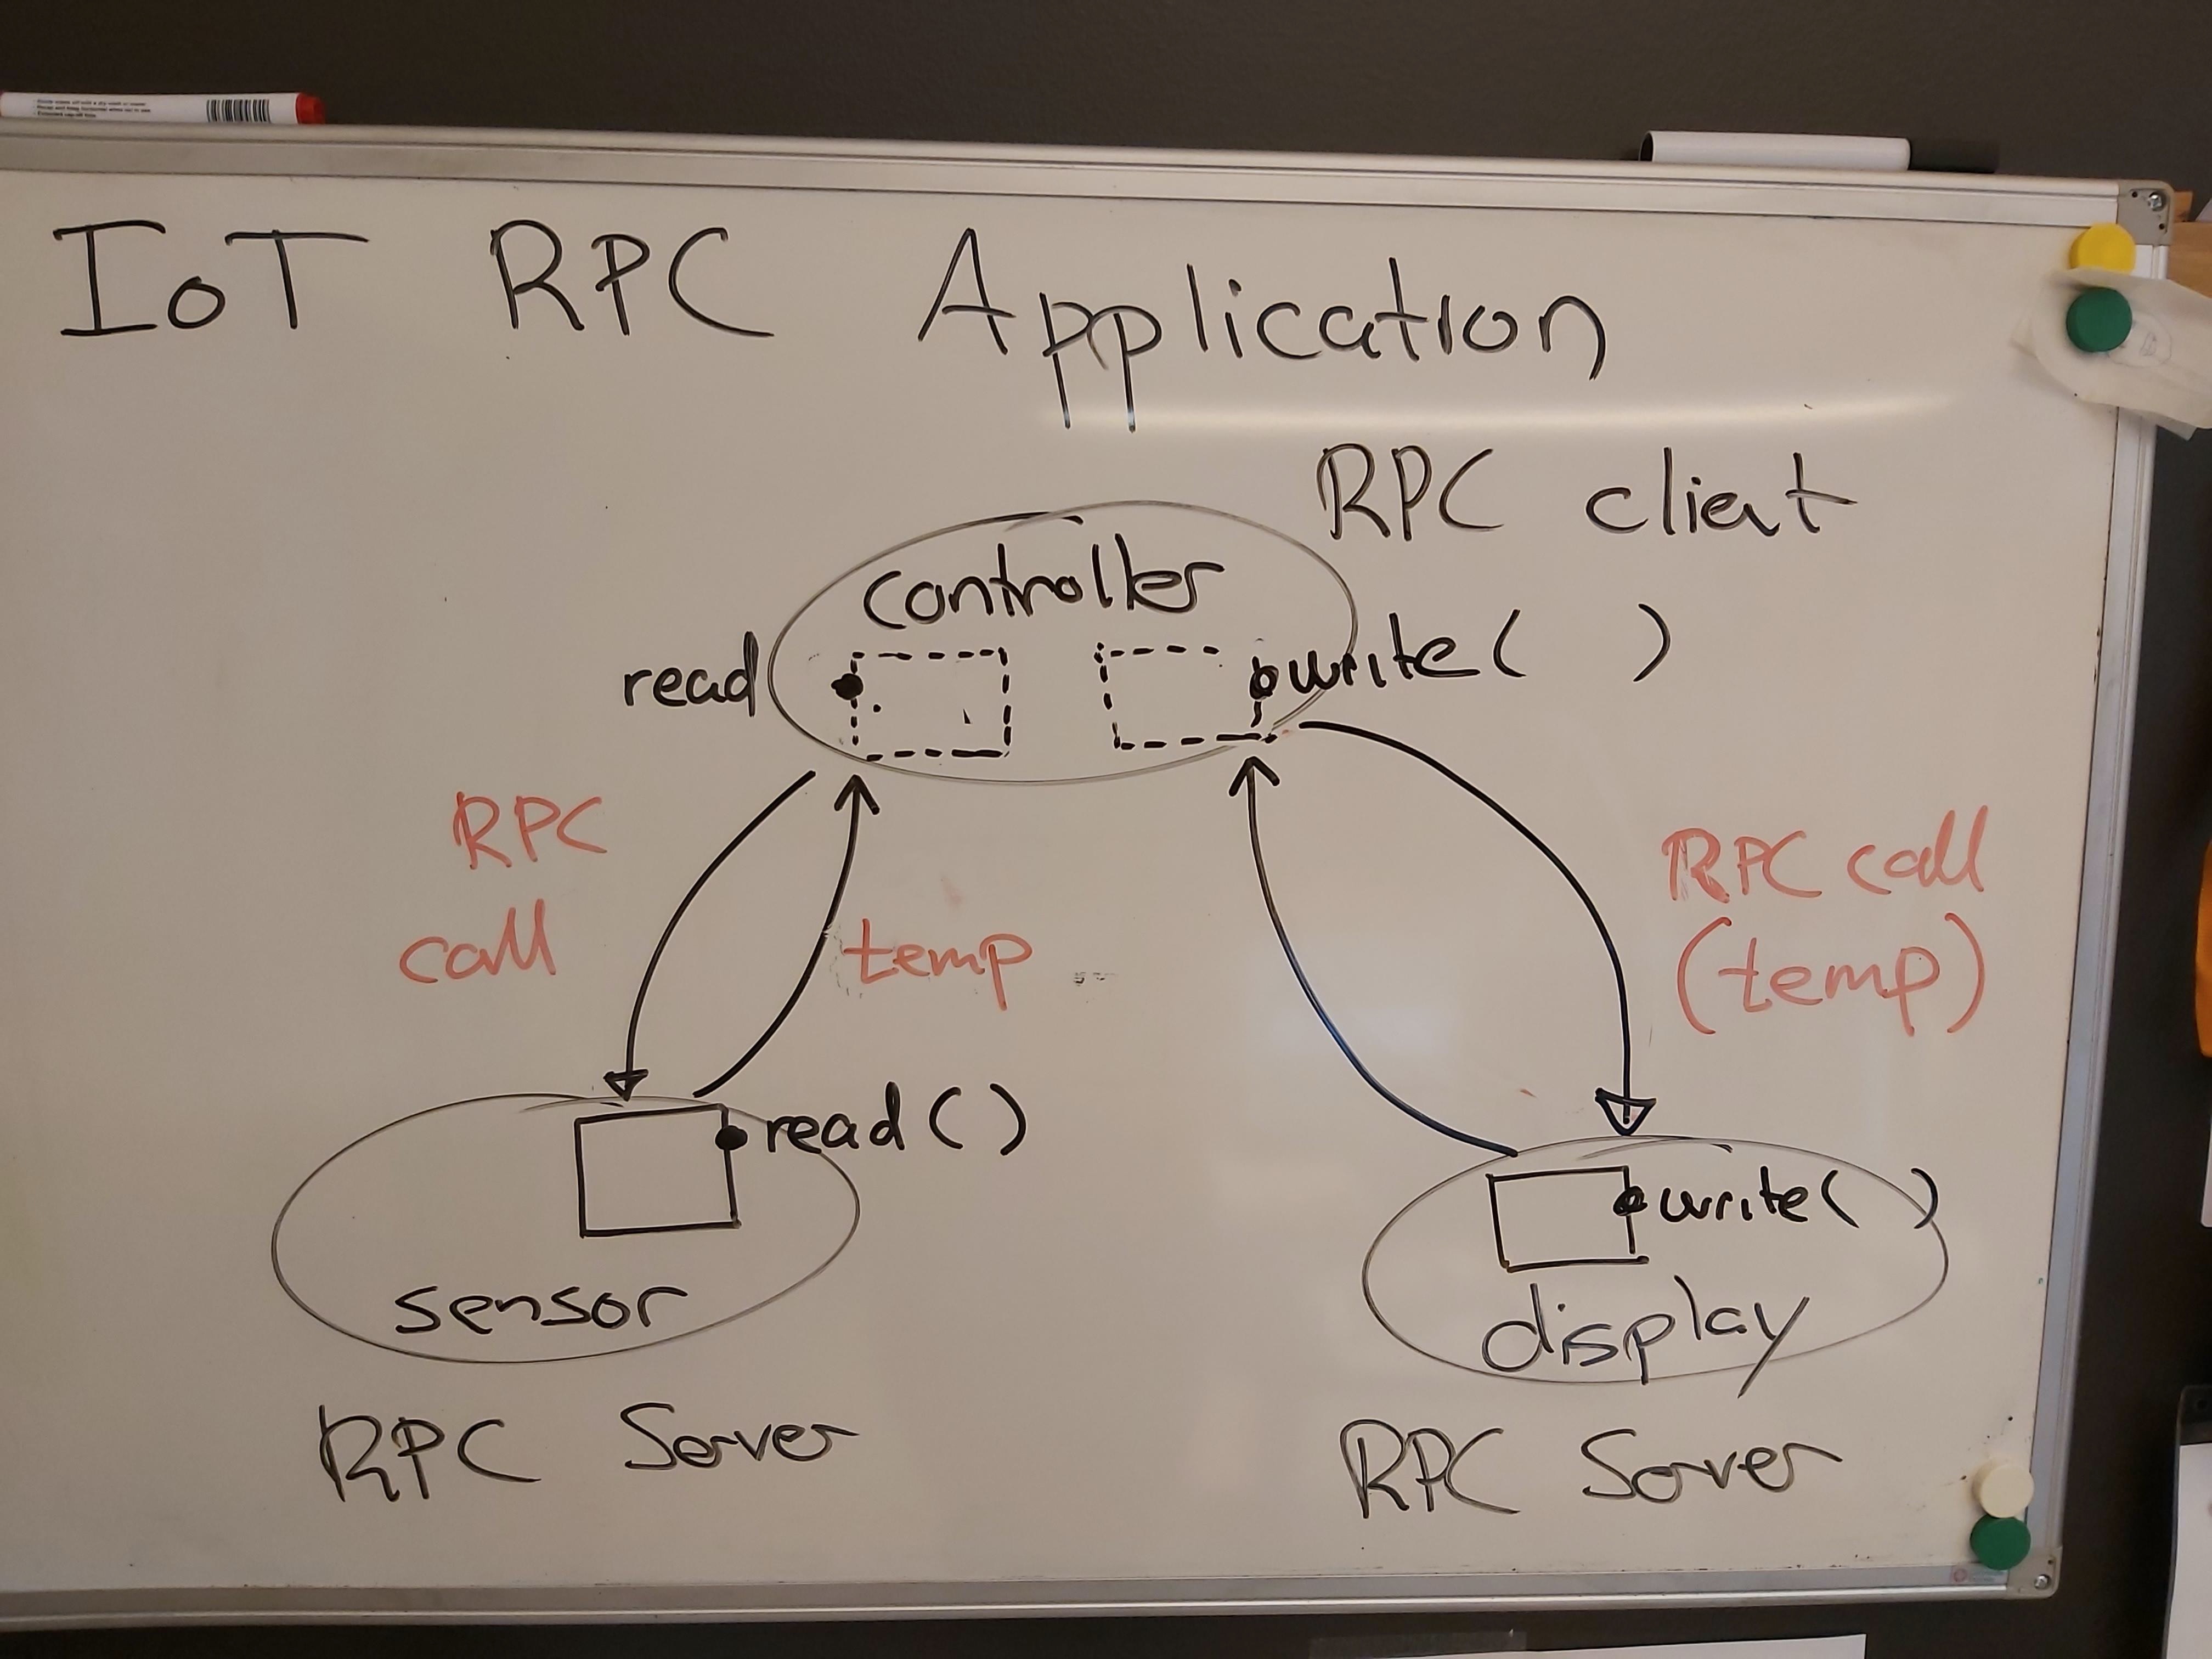 IoT RPC Application
RPC client
controller
read
write( )
RPC
call
temp
RPC call
(temp)
read()
write( )
sensor
display
RPC Server
RPC Server